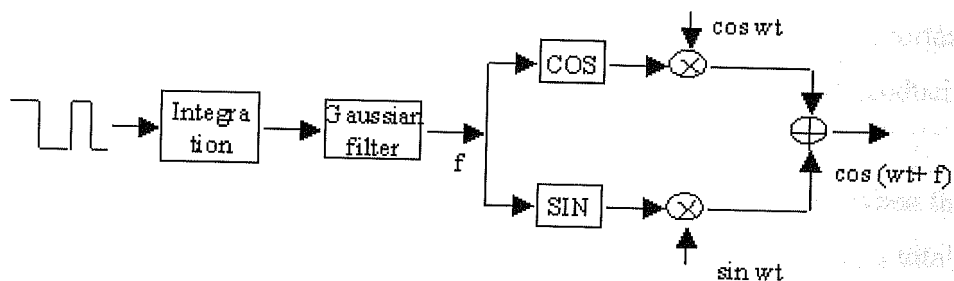 cos wt
COS
Integra
tion
Gaussian
filter
f
cos (wt+ f)
SIN
sin wt